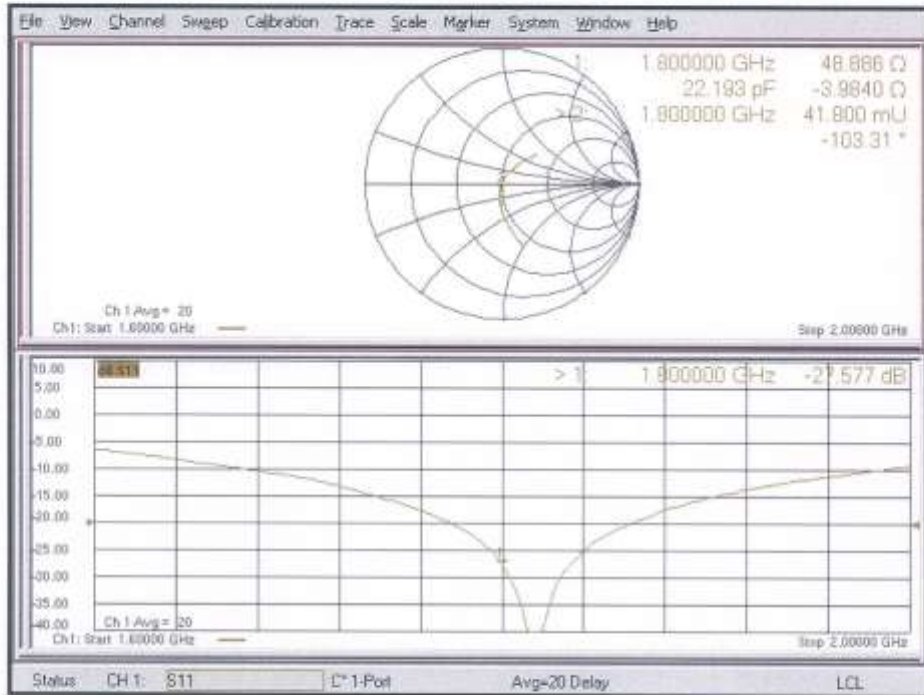 File View Channel Sweep Calibration Trace Scale Marker System Window Help
1: 1.800000 GHz 48.886 Ω
22.193 pF -3.9840 Ω
1.800000 GHz 41.800 mU
-103.31 °
Ch 1 Avg = 20
Ch1: Start 1.60000 GHz
Stop 2.00000 GHz
10.00
> 1: 1.800000 GHz -27.577 dB
5.00
0.00
-5.00
-10.00
-15.00
-20.00
-25.00
-30.00
-35.00
-40.00
1
Ch 1 Avg = 20
Ch1: Start 1.60000 GHz
Stop 2.00000 GHz
Status CH 1: S11 C* 1-Port Avg=20 Delay LCL